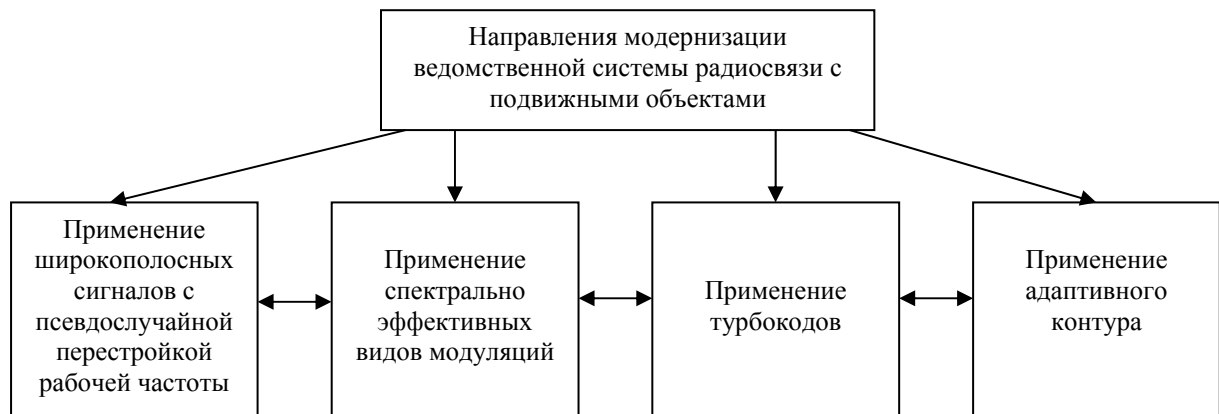 Направления модернизации
ведомственной системы радиосвязи с
подвижными объектами
Применение
широкополосных
сигналов с
псевдослучайной
перестройкой
рабочей частоты
Применение
спектрально
эффективных
видов модуляций
Применение
турбокодов
Применение
адаптивного
контура